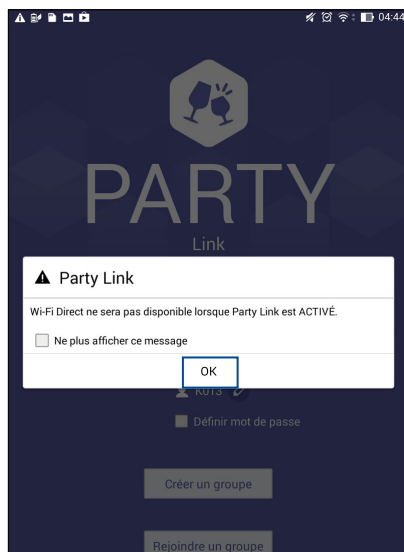 04:44
PARTY
Link
Party Link
Wi-Fi Direct ne sera pas disponible lorsque Party Link est ACTIVÉ.
Ne plus afficher ce message
OK
K013
Définir mot de passe
Créer un groupe
Rejoindre un groupe